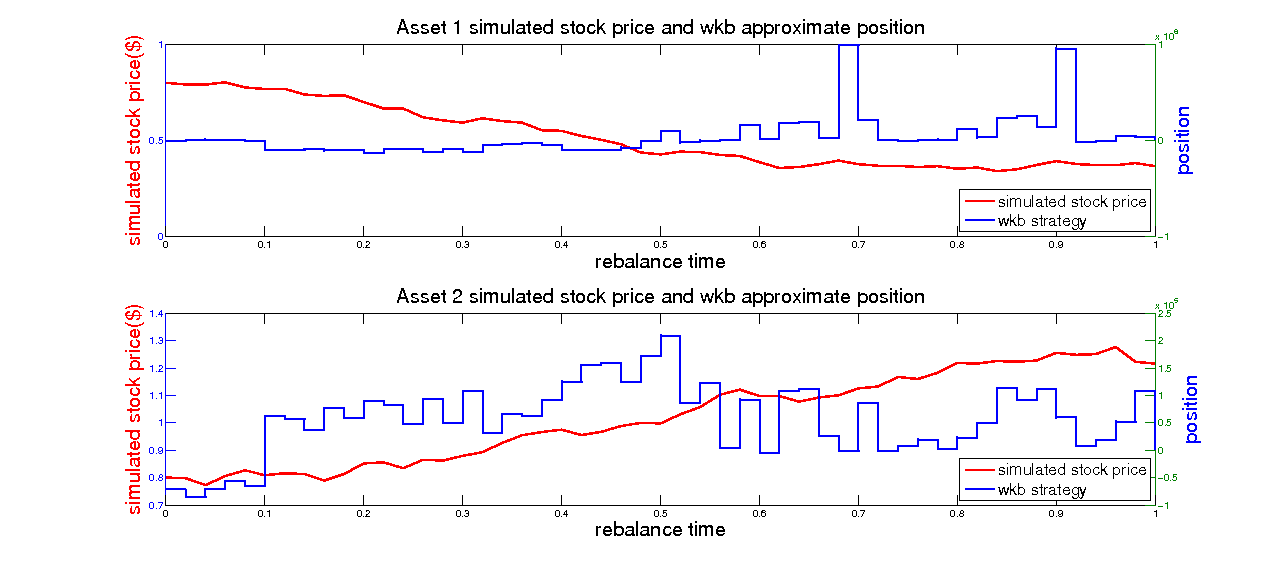 Asset 1 simulated stock price and wkb approximate position
x 10^6
simulated stock price($)
1
0.5
0
1
0
−1
position
simulated stock price
wkb strategy
0 0.1 0.2 0.3 0.4 0.5 0.6 0.7 0.8 0.9 1
rebalance time
Asset 2 simulated stock price and wkb approximate position
simulated stock price($)
1.4
1.3
1.2
1.1
1
0.9
0.8
0.7
2.5
2
1.5
1
0.5
0
−0.5
−1
position
simulated stock price
wkb strategy
0 0.1 0.2 0.3 0.4 0.5 0.6 0.7 0.8 0.9 1
rebalance time